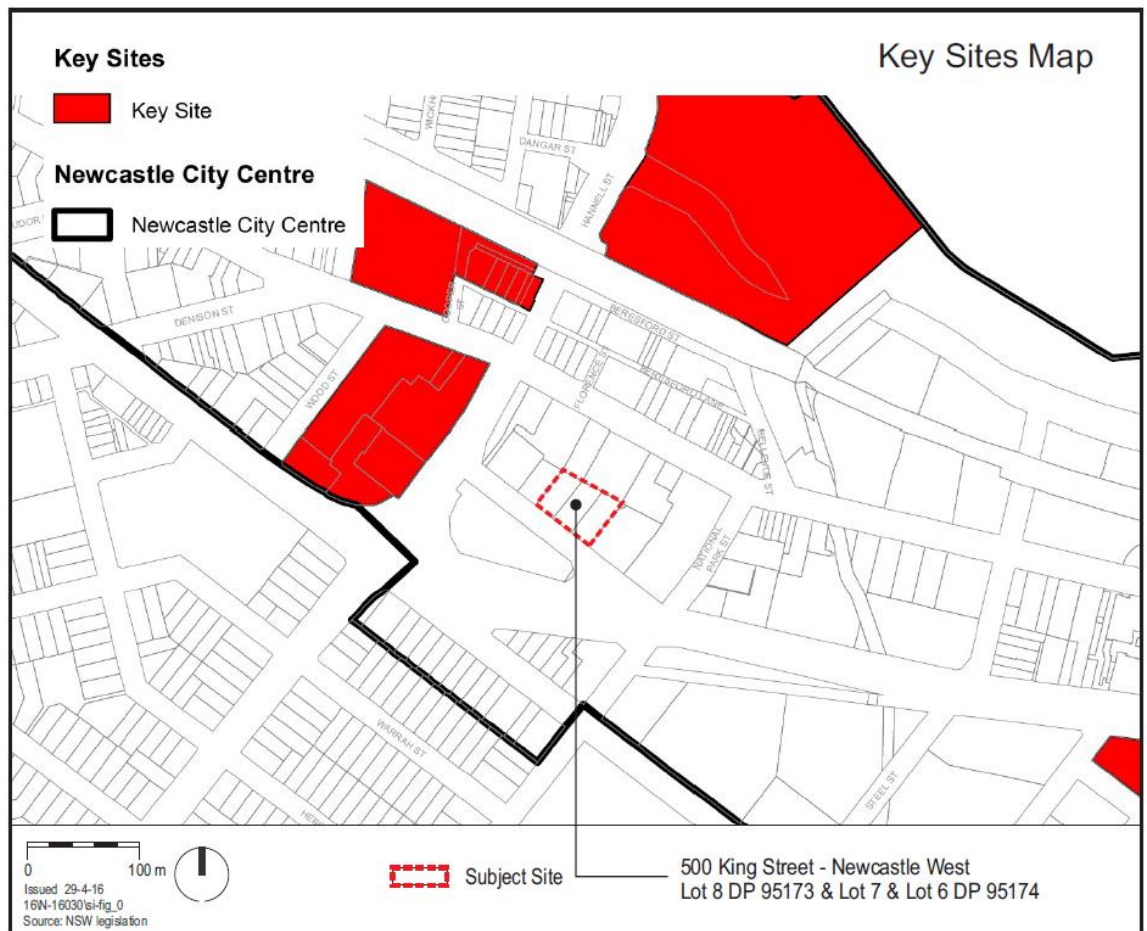 Key Sites Map
Key Sites
Key Site
Newcastle City Centre
Newcastle City Centre
DANGAR ST
HANNELL ST
DENISON ST
WOOD ST
BERESFORD ST
FLORENCE ST
BERESFORD LANE
BELLEVUE ST
NATIONAL
PARK ST
WARRAH ST
STEEL ST
0
100 m
Issued 29-4-16
16\N-16030\si-fig_0
Source: NSW legislation
Subject Site
500 King Street - Newcastle West
Lot 8 DP 95173 & Lot 7 & Lot 6 DP 95174